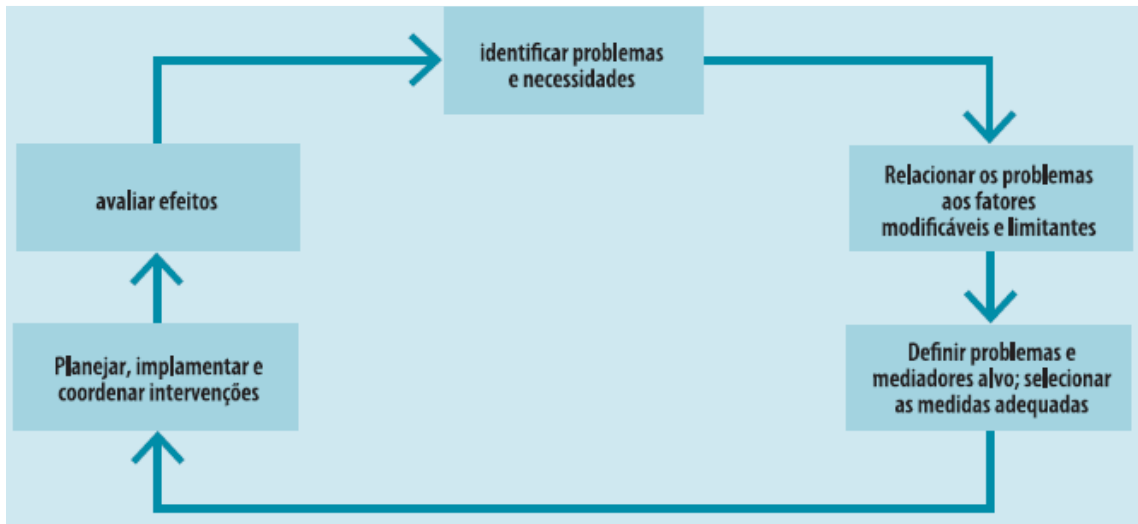 identificar problemas
e necessidades
Relacionar os problemas
aos fatores
modificáveis e limitantes
Definir problemas e
mediadores alvo; selecionar
as medidas adequadas
Planejar, implamentar e
coordenar intervenções
avaliar efeitos